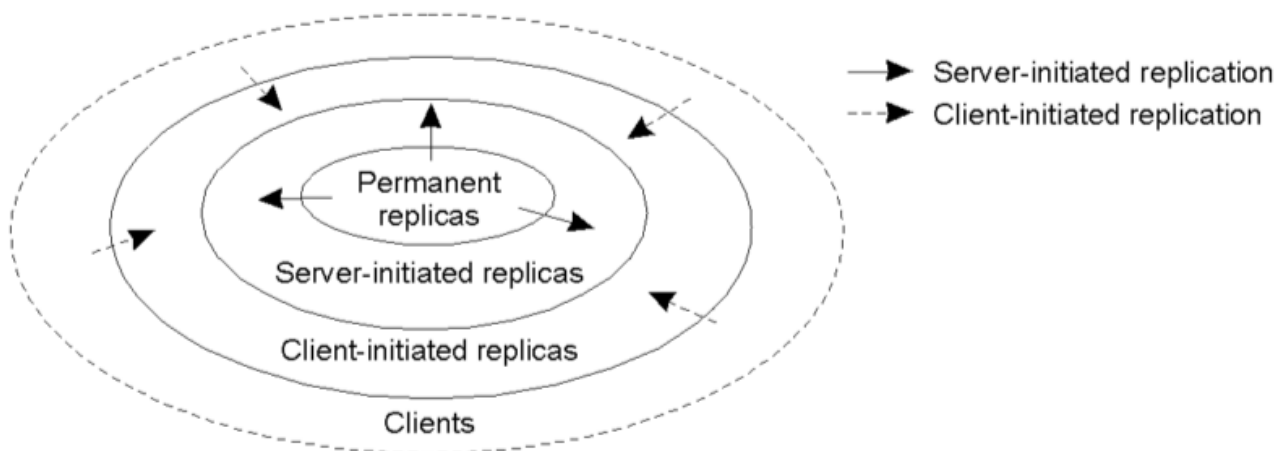 Server-initiated replication
Client-initiated replication
Permanent
replicas
Server-initiated replicas
Client-initiated replicas
Clients